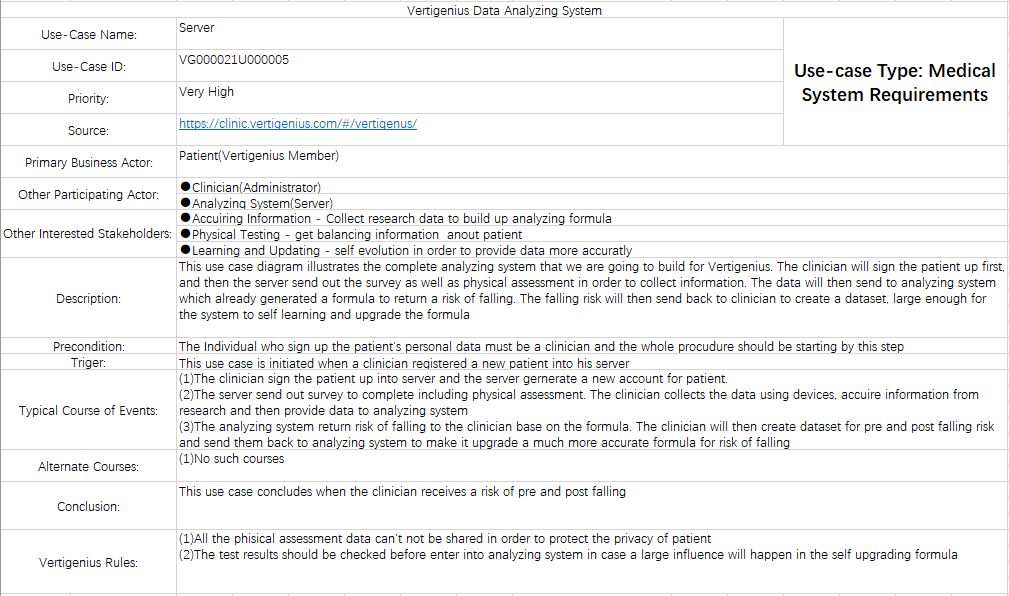 Vertigenius Data Analyzing System
Use-Case Name:
Server
Use-Case ID:
VG000021U000005
Priority:
Very High
Source:
https://clinic.vertigenius.com/#/vertigenus/
Use-case Type: Medical
System Requirements
Primary Business Actor:
Patient(Vertigenius Member)
Other Participating Actor:
●Clinician(Administrator)
●Analyzing System(Server)
Other Interested Stakeholders:
●Accuiring Information - Collect research data to build up analyzing formula
●Physical Testing - get balancing information anout patient
●Learning and Updating - self evolution in order to provide data more accuratly
Description:
This use case diagram illustrates the complete analyzing system that we are going to build for Vertigenius. The clinician will sign the patient up first,
and then the server send out the survey as well as physical assessment in order to collect information. The data will then send to analyzing system
which already generated a formula to return a risk of falling. The falling risk will then send back to clinician to create a dataset, large enough for
the system to self learning and upgrade the formula
Precondition:
The Individual who sign up the patient's personal data must be a clinician and the whole procudure should be starting by this step
Triger:
This use case is initiated when a clinician registered a new patient into his server
Typical Course of Events:
(1)The clinician sign the patient up into server and the server gernerate a new account for patient.
(2)The server send out survey to complete including physical assessment. The clinician collects the data using devices, accuire information from
research and then provide data to analyzing system
(3)The analyzing system return risk of falling to the clinician base on the formula. The clinician will then create dataset for pre and post falling risk
and send them back to analyzing system to make it upgrade a much more accurate formula for risk of falling
Alternate Courses:
(1)No such courses
Conclusion:
This use case concludes when the clinician receives a risk of pre and post falling
Vertigenius Rules:
(1)All the phisical assessment data can't not be shared in order to protect the privacy of patient
(2)The test results should be checked before enter into analyzing system in case a large influence will happen in the self upgrading formula